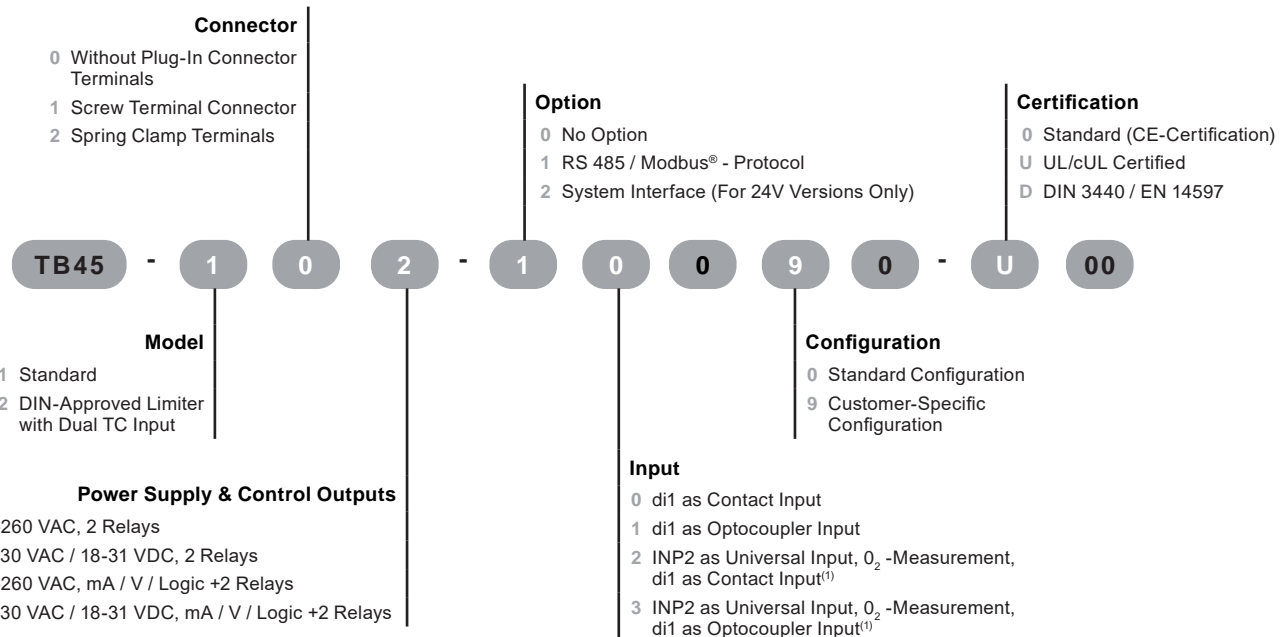 Connector
0 Without Plug-In Connector
Terminals
1 Screw Terminal Connector
2 Spring Clamp Terminals
Option
0 No Option
1 RS 485 / Modbus® - Protocol
2 System Interface (For 24V Versions Only)
Certification
0 Standard (CE-Certification)
U UL/cUL Certified
D DIN 3440 / EN 14597
TB45 - 1 0 2 - 1 0 0 9 0 - U 00
Model
1 Standard
2 DIN-Approved Limiter
with Dual TC Input
Configuration
0 Standard Configuration
9 Customer-Specific
Configuration
Power Supply & Control Outputs
260 VAC, 2 Relays
30 VAC / 18-31 VDC, 2 Relays
260 VAC, mA / V / Logic +2 Relays
30 VAC / 18-31 VDC, mA / V / Logic +2 Relays
Input
0 di1 as Contact Input
1 di1 as Optocoupler Input
2 INP2 as Universal Input, 0₂ -Measurement,
di1 as Contact Input⁽¹⁾
3 INP2 as Universal Input, 0₂ -Measurement,
di1 as Optocoupler Input⁽¹⁾